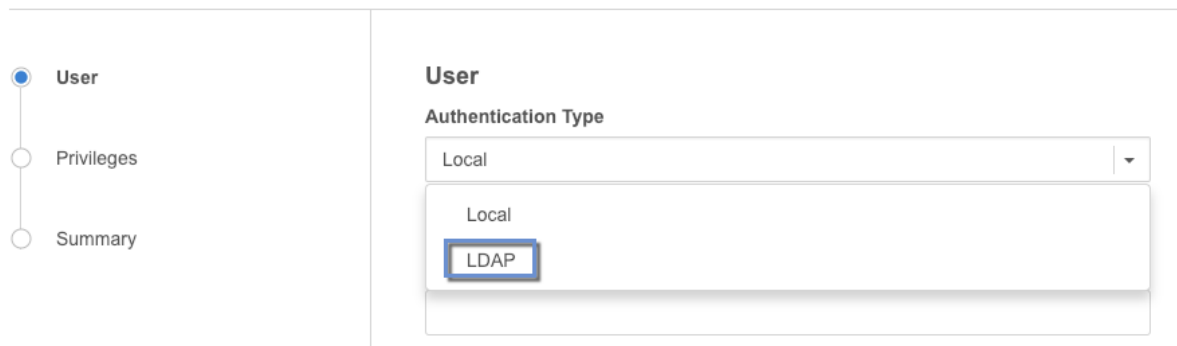 User
Privileges
Summary
User
Authentication Type
Local
Local
LDAP